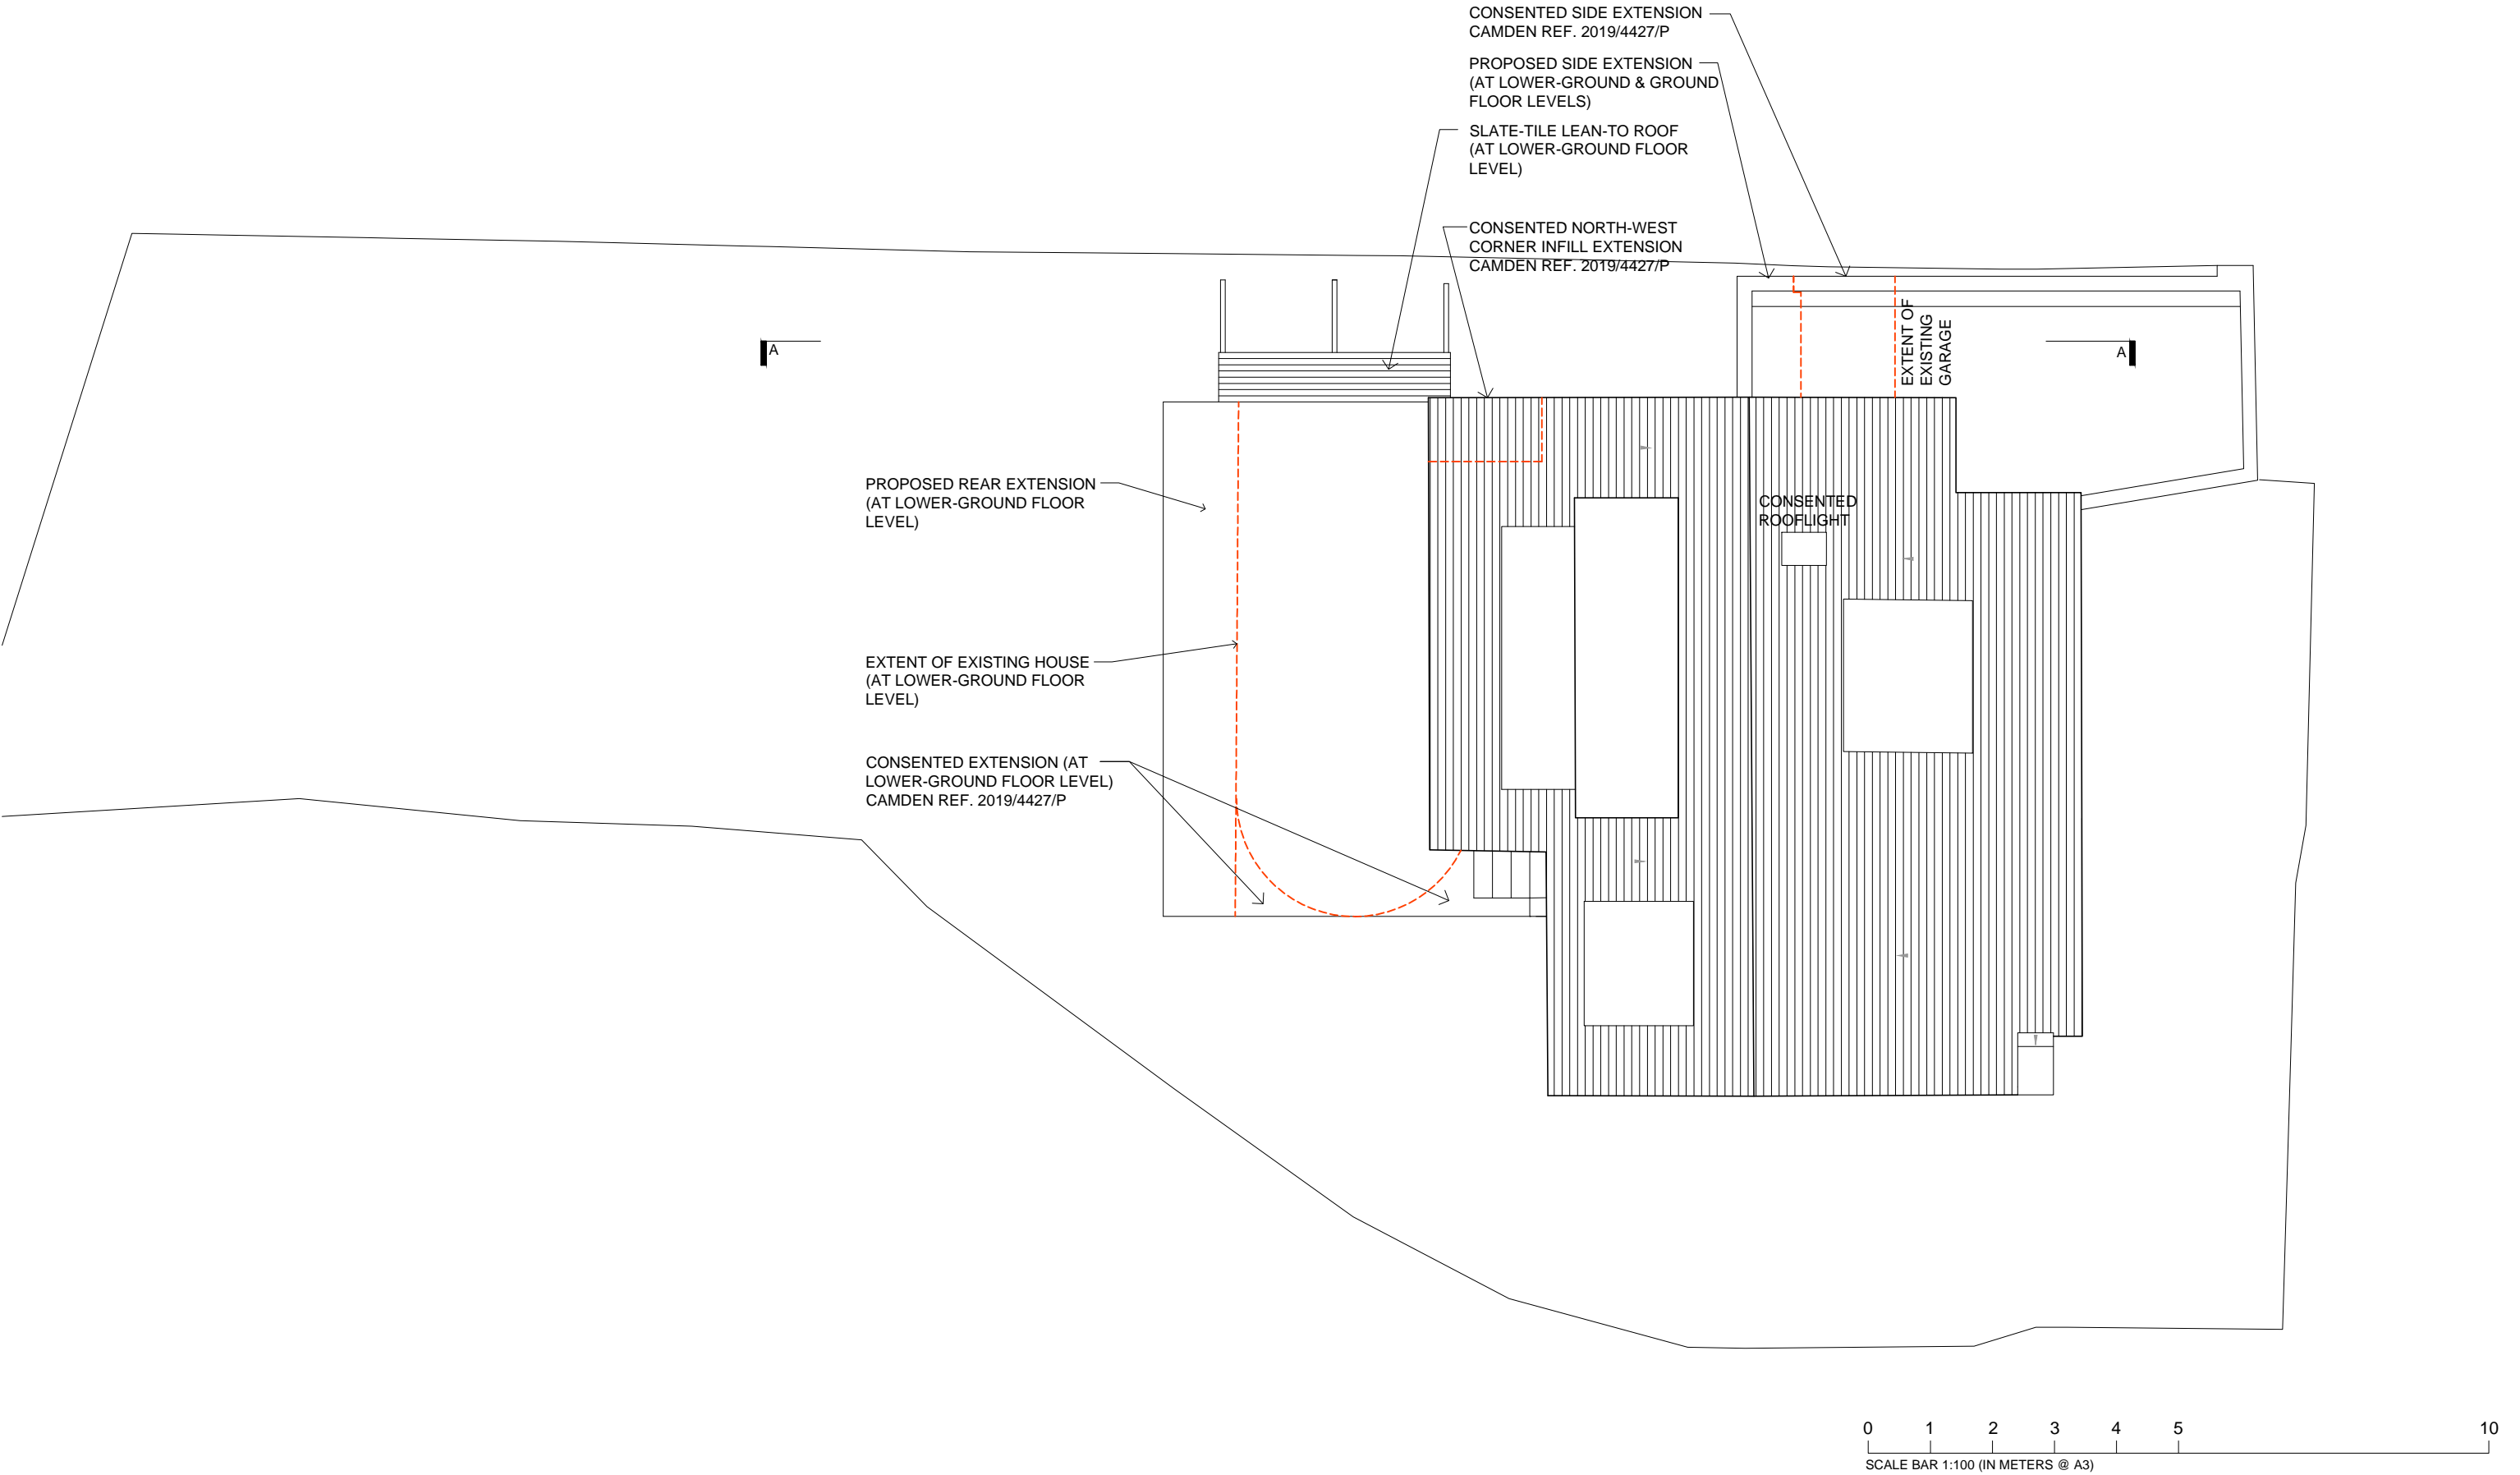 CONSENTED SIDE EXTENSION
CAMDEN REF. 2019/4427/P
PROPOSED SIDE EXTENSION
(AT LOWER-GROUND & GROUND
FLOOR LEVELS)
SLATE-TILE LEAN-TO ROOF
(AT LOWER-GROUND FLOOR
LEVEL)
CONSENTED NORTH-WEST
CORNER INFILL EXTENSION
CAMDEN REF. 2019/4427/P
EXTENT OF
EXISTING
GARAGE
A
A
PROPOSED REAR EXTENSION
(AT LOWER-GROUND FLOOR
LEVEL)
CONSENTED
ROOFLIGHT
EXTENT OF EXISTING HOUSE
(AT LOWER-GROUND FLOOR
LEVEL)
CONSENTED EXTENSION (AT
LOWER-GROUND FLOOR LEVEL)
CAMDEN REF. 2019/4427/P
0 1 2 3 4 5 10
SCALE BAR 1:100 (IN METERS @ A3)